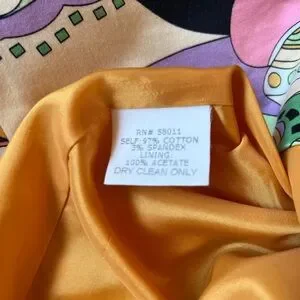 RN# 58011
SELF: 97% COTTON
3% SPANDEX
LINING:
100% ACETATE
DRY CLEAN ONLY